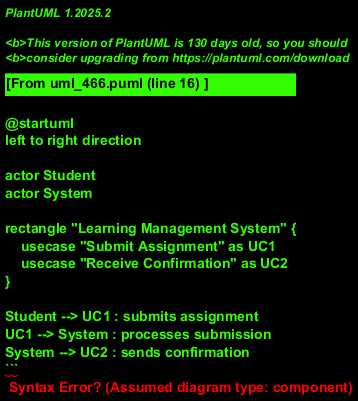 PlantUML 1.2025.2
<b>This version of PlantUML is 130 days old, so you should
<b>consider upgrading from https://plantuml.com/download
[From uml_466.puml (line 16) ]
@startuml
left to right direction
actor Student
actor System
rectangle "Learning Management System" {
    usecase "Submit Assignment" as UC1
    usecase "Receive Confirmation" as UC2
}
Student --> UC1 : submits assignment
UC1 --> System : processes submission
System --> UC2 : sends confirmation
```
Syntax Error? (Assumed diagram type: component)